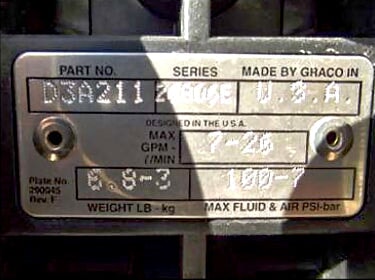 PART NO. SERIES MADE BY GRACO IN
D3A211 U.S.A.
DESIGNED IN THE U.S.A.
MAX
GPM - 7-26
l/MIN
Plate No. 6.8-3 100-7
290045
Rev. F
WEIGHT LB - kg MAX FLUID & AIR PSI-bar